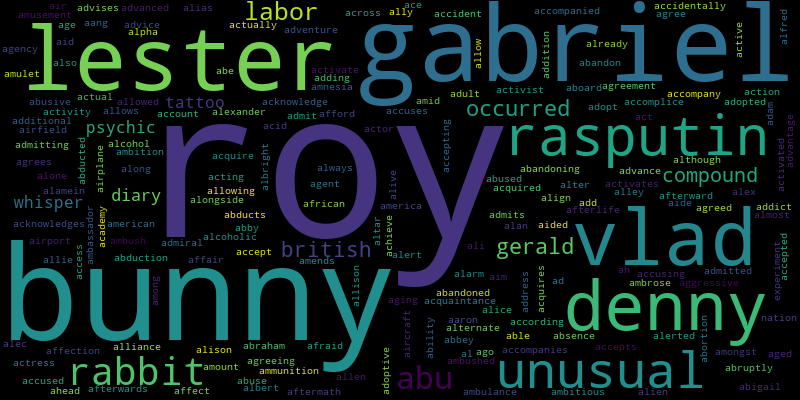 air advised advanced alias labor across ally ace accident accompanied accidentally
amusement age aang advice actually agree
lester gabriel
alpha adventure allow addition already active alfred
agency aid
also abe activate adding abandon
amulet amnesia activist aboard agreement accompany action
abusive actual allowed tattoo acknowledge accuses amid adult occurred adopt accomplice adopted
activity allows account alexander admit afford
additional psychic acid actor act adam advantage
airfield alcohol roy accepting rasputin
admitting ambition acquire albright always abandoning although activated
agrees abducted airplane along acting agent alive abused advance compound
alone diary allowing african acquired alter activates
alamein alongside america align alley afterward alex addict
whisper abducts admits add aide agreed almost
acknowledges ambassador academy american abby altar achieve alan aided afterlife vlad
airport ambush admiral alcoholic british ali gerald accepted
allie access abduction affair accept amends alert alarm aim ah accusing admitted experiment
bunny among allison aging abandoned acquires ad address ambrose aggressive
acquaintance alice denny nation
aaron according
alternate able absence alerted abortion
alec alliance alison abraham afraid aircraft ability abbey accompanies accepts amongst aged
affection al ago
actress rabbit amount agreeing adoptive ambushed unusual abruptly
accused abuse ammunition allen abu
ahead afterwards affect albert aftermath ambulance ambitious alien abigail